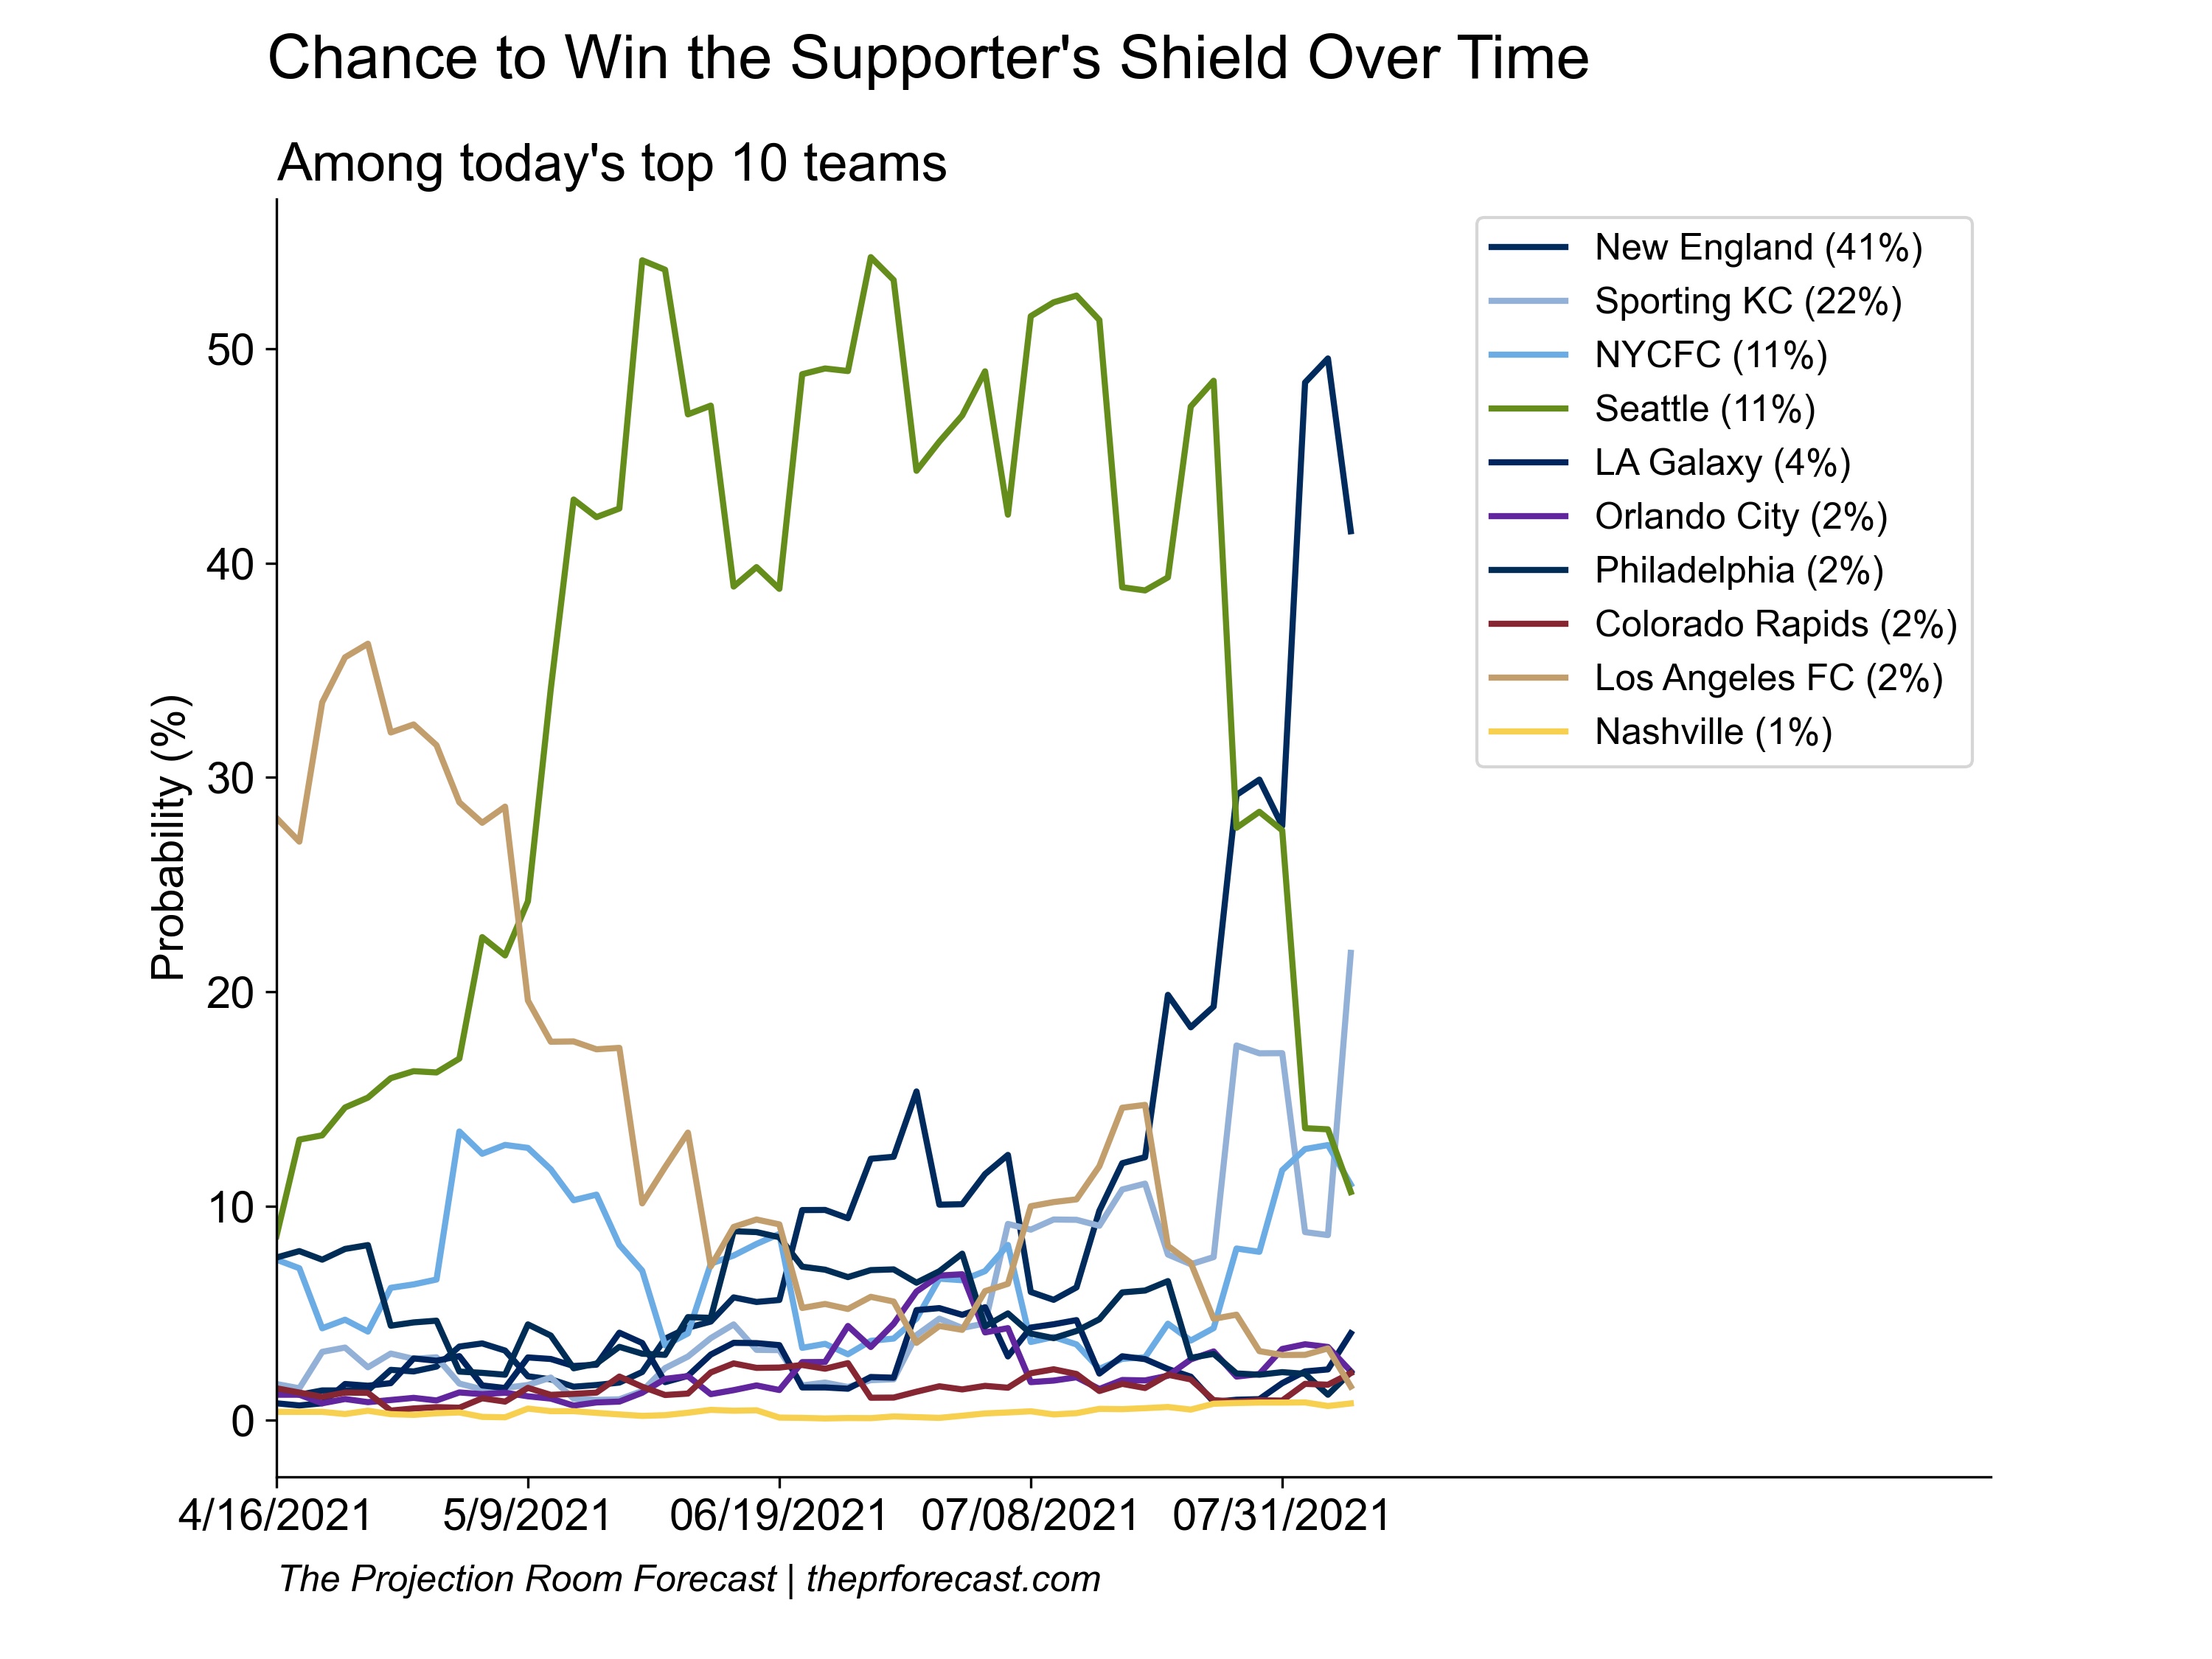 Chance to Win the Supporter's Shield Over Time
Among today's top 10 teams
New England (41%)
Sporting KC (22%)
NYCFC (11%)
Seattle (11%)
LA Galaxy (4%)
Orlando City (2%)
Philadelphia (2%)
Colorado Rapids (2%)
Los Angeles FC (2%)
Nashville (1%)
Probability (%)
50
40
30
20
10
0
4/16/2021 5/9/2021 06/19/2021 07/08/2021 07/31/2021
The Projection Room Forecast | theprforecast.com